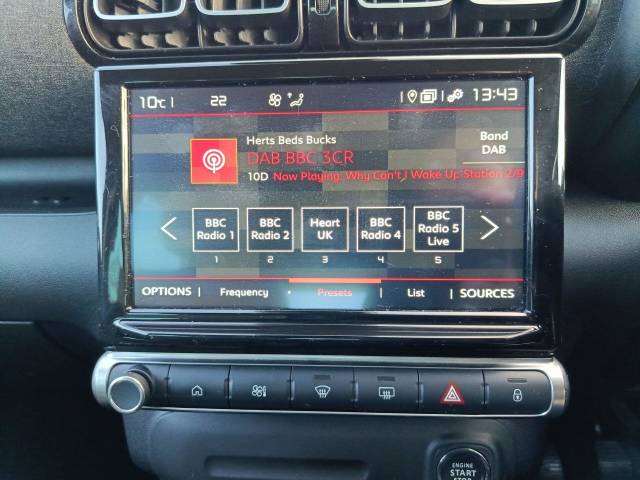 10°C 22 13:43
Herts Beds Bucks
DAB BBC 3CR
10D Now Playing: Why Can't I Wake Up Station 2/9
Band
DAB
BBC
Radio 1
BBC
Radio 2
Heart
UK
BBC
Radio 4
BBC
Radio 5
Live
1 2 3 4 5
OPTIONS Frequency Presets List SOURCES
ENGINE
START
STOP